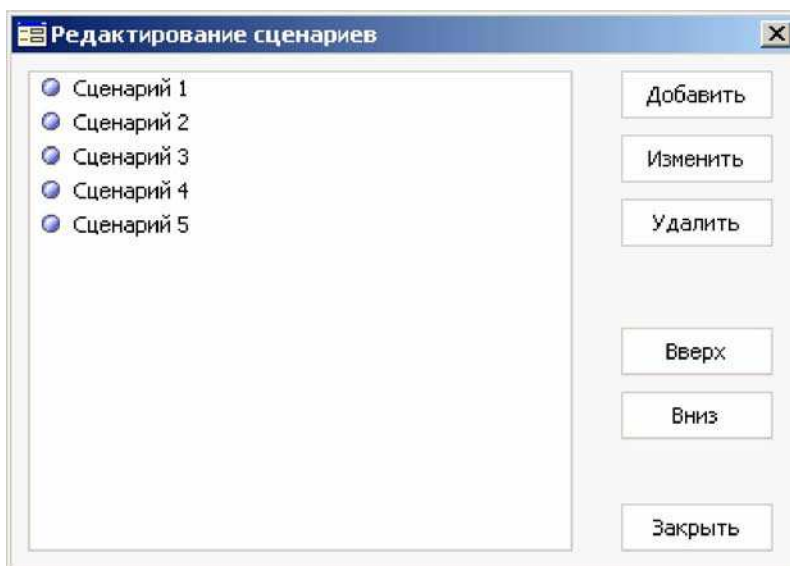 Редактирование сценариев
Сценарий 1
Сценарий 2
Сценарий 3
Сценарий 4
Сценарий 5
Добавить
Изменить
Удалить
Вверх
Вниз
Закрыть